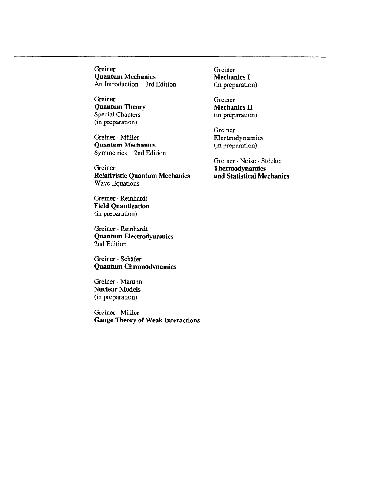 Greiner
Quantum Mechanics
An Introduction 3rd Edition
Greiner
Quantum Theory
Special Chapters
(in preparation)
Greiner · Müller
Quantum Mechanics
Symmetries 2nd Edition
Greiner
Relativistic Quantum Mechanics
Wave Equations
Greiner · Reinhardt
Field Quantization
(in preparation)
Greiner · Reinhardt
Quantum Electrodynamics
2nd Edition
Greiner · Schäfer
Quantum Chromodynamics
Greiner · Maruhn
Nuclear Models
(in preparation)
Greiner · Müller
Gauge Theory of Weak Interactions
Greiner
Mechanics I
(in preparation)
Greiner
Mechanics II
(in preparation)
Greiner
Electrodynamics
(in preparation)
Greiner · Neise · Stöcker
Thermodynamics
and Statistical Mechanics